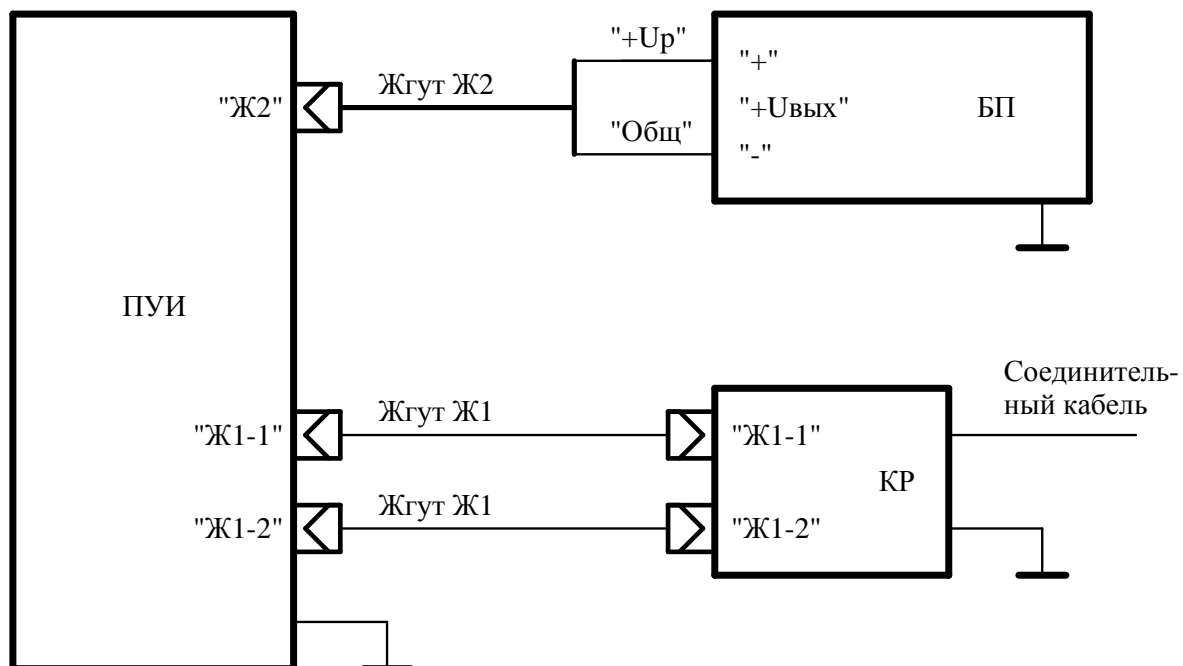 "+Uр"
"+"
"Ж2"
Жгут Ж2
"+Uвых"
БП
"Общ"
"-"
ПУИ
Соединитель-
ный кабель
Жгут Ж1
"Ж1-1"
"Ж1-1"
КР
Жгут Ж1
"Ж1-2"
"Ж1-2"